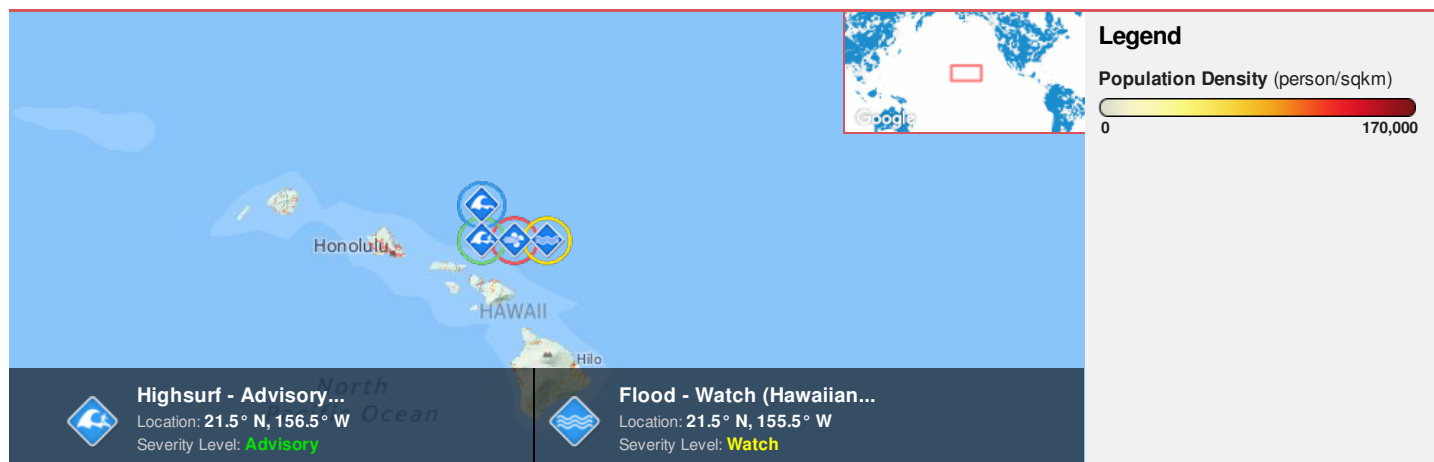 Google
Legend
Population Density (person/sqkm)
0 170,000
Honolulu
HAWAII
Hilo
North
Pacific Ocean
Highsurf - Advisory...
Location: 21.5° N, 156.5° W
Severity Level: Advisory
Flood - Watch (Hawaiian...
Location: 21.5° N, 155.5° W
Severity Level: Watch